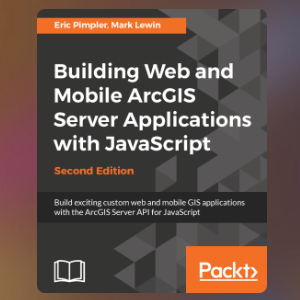 Eric Pimpler, Mark Lewin
Building Web and
Mobile ArcGIS
Server Applications
with JavaScript
Second Edition
Build exciting custom web and mobile GIS applications
with the ArcGIS Server API for JavaScript
Packt>